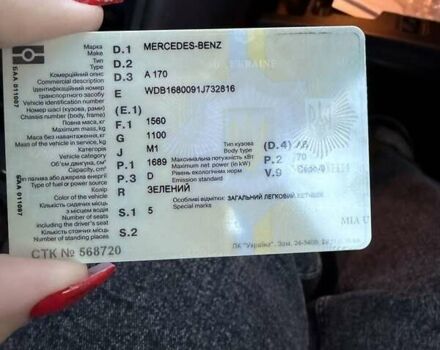 Марка D.1 MERCEDES-BENZ
Make
Тип D.2
Type
Комерційний опис D.3 A 170
Commercial description
Ідентифікаційний номер
транспортного засобу E WDB1680091J732816
Vehicle identification number
Номер шасі (кузова, рами) (E.1)
Chassis number (body, frame)
Повна маса, кг F.1 1560
Maximum mass, kg
Маса без навантаження, кг G 1100
Mass of the vehicle in service, kg
Категорія J M1 Тип кузова (D.4)
Vehicle category Body type
Об'єм двигуна, см³ P.1 1689 Максимальна потужність кВт P.2 /70
Capacity, cm³ Maximum net power (in kW)
Тип палива або джерела енергії P.3 D Рівень екологічних норм V.9
Type of fuel or power source Emission standard
Колір R ЗЕЛЕНИЙ
Color of the vehicle
Кількість сидячих місць Особливі відмітки: ЗАГАЛЬНИЙ ЛЕГКОВИЙ
з місцем водія S.1 5 Special marks
Number of seats
including the driver's seat
Кількість стоячих місць S.2
Number of standing places
СТК № 568720
UKRAINE
MIA U